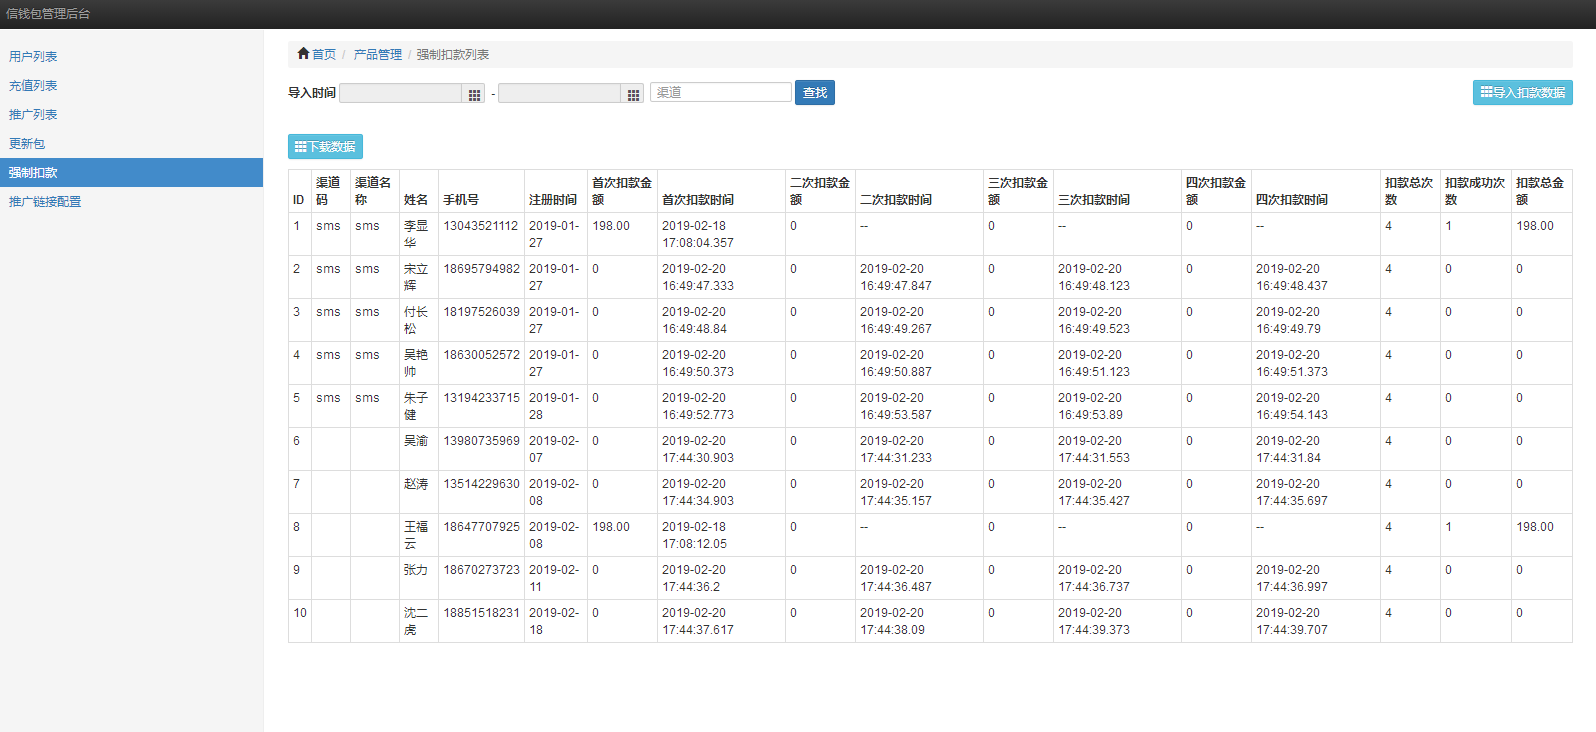 信钱包管理后台
用户列表
充值列表
推广列表
更新包
强制扣款
推广链接配置
首页 / 产品管理 / 强制扣款列表
导入时间 - 渠道 查找 导入扣款数据
下载数据
ID 渠道码 渠道名称 姓名 手机号 注册时间 首次扣款金额 首次扣款时间 二次扣款金额 二次扣款时间 三次扣款金额 三次扣款时间 四次扣款金额 四次扣款时间 扣款总次数 扣款成功次数 扣款总金额
1 sms sms 李显华 13043521112 2019-01-27 198.00 2019-02-18 17:08:04.357 0 -- 0 -- 0 -- 4 1 198.00
2 sms sms 宋立辉 18695794982 2019-01-27 0 2019-02-20 16:49:47.333 0 2019-02-20 16:49:47.847 0 2019-02-20 16:49:48.123 0 2019-02-20 16:49:48.437 4 0 0
3 sms sms 付长松 18197526039 2019-01-27 0 2019-02-20 16:49:48.84 0 2019-02-20 16:49:49.267 0 2019-02-20 16:49:49.523 0 2019-02-20 16:49:49.79 4 0 0
4 sms sms 吴艳帅 18630052572 2019-01-27 0 2019-02-20 16:49:50.373 0 2019-02-20 16:49:50.887 0 2019-02-20 16:49:51.123 0 2019-02-20 16:49:51.373 4 0 0
5 sms sms 朱子健 13194233715 2019-01-28 0 2019-02-20 16:49:52.773 0 2019-02-20 16:49:53.587 0 2019-02-20 16:49:53.89 0 2019-02-20 16:49:54.143 4 0 0
6 吴渝 13980735969 2019-02-07 0 2019-02-20 17:44:30.903 0 2019-02-20 17:44:31.233 0 2019-02-20 17:44:31.553 0 2019-02-20 17:44:31.84 4 0 0
7 赵涛 13514229630 2019-02-08 0 2019-02-20 17:44:34.903 0 2019-02-20 17:44:35.157 0 2019-02-20 17:44:35.427 0 2019-02-20 17:44:35.697 4 0 0
8 王福云 18647707925 2019-02-08 198.00 2019-02-18 17:08:12.05 0 -- 0 -- 0 -- 4 1 198.00
9 张力 18670273723 2019-02-11 0 2019-02-20 17:44:36.2 0 2019-02-20 17:44:36.487 0 2019-02-20 17:44:36.737 0 2019-02-20 17:44:36.997 4 0 0
10 沈二虎 18851518231 2019-02-18 0 2019-02-20 17:44:37.617 0 2019-02-20 17:44:38.09 0 2019-02-20 17:44:39.373 0 2019-02-20 17:44:39.707 4 0 0